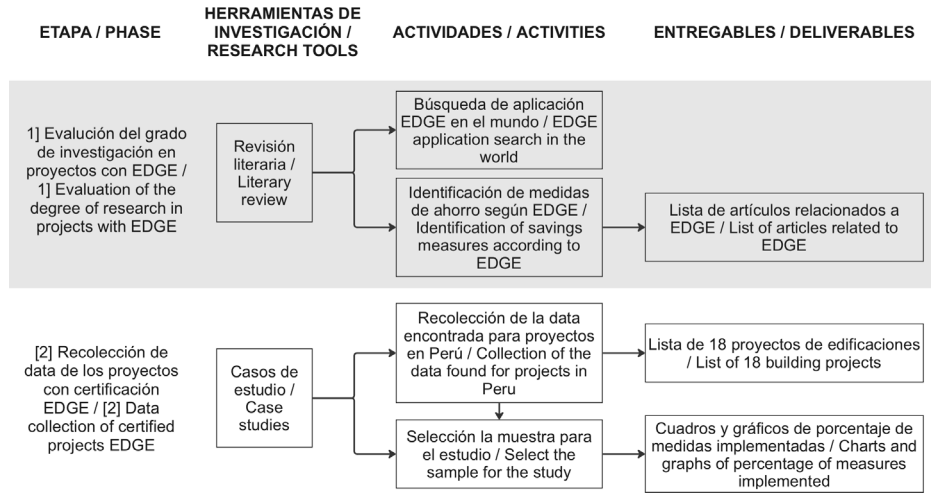 ETAPA / PHASE
HERRAMIENTAS DE
INVESTIGACIÓN /
RESEARCH TOOLS
ACTIVIDADES / ACTIVITIES
ENTREGABLES / DELIVERABLES
1] Evalución del grado
de investigación en
proyectos con EDGE /
1] Evaluation of the
degree of research in
projects with EDGE
Revisión
literaria /
Literary
review
Búsqueda de aplicación
EDGE en el mundo / EDGE
application search in the
world
Identificación de medidas
de ahorro según EDGE /
Identification of savings
measures according to
EDGE
Lista de artículos relacionados a
EDGE / List of articles related to
EDGE
[2] Recolección de
data de los proyectos
con certificación
EDGE / [2] Data
collection of certified
projects EDGE
Casos de
estudio /
Case
studies
Recolección de la data
encontrada para proyectos
en Perú / Collection of the
data found for projects in
Peru
Lista de 18 proyectos de edificaciones
/ List of 18 building projects
Selección la muestra para
el estudio / Select the
sample for the study
Cuadros y gráficos de porcentaje de
medidas implementadas / Charts and
graphs of percentage of measures
implemented